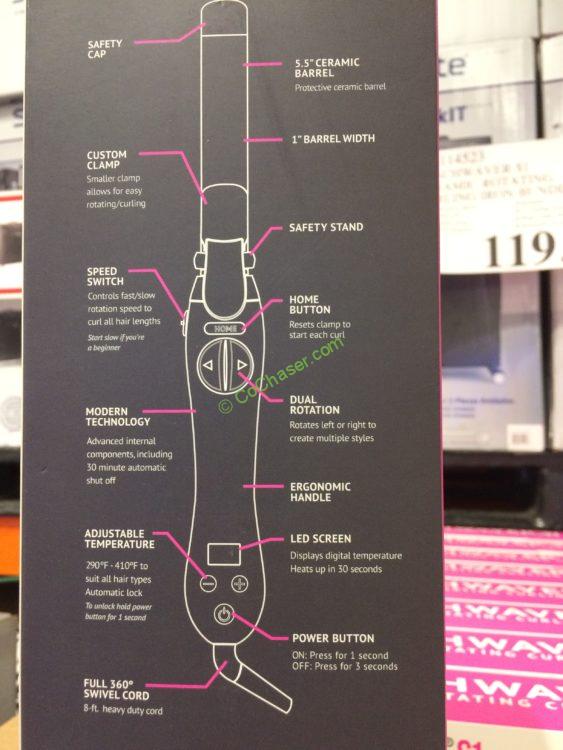 SAFETY
CAP
5.5" CERAMIC
BARREL
Protective ceramic barrel
1" BARREL WIDTH
CUSTOM
CLAMP
Smaller clamp
allows for easy
rotating/curling
SAFETY STAND
SPEED
SWITCH
Controls fast/slow
rotation speed to
curl all hair lengths
Start slow if you're
a beginner
HOME
BUTTON
Resets clamp to
start each curl
HOME
© CoChaser.com
DUAL
ROTATION
Rotates left or right to
create multiple styles
MODERN
TECHNOLOGY
Advanced internal
components, including
30 minute automatic
shut off
ERGONOMIC
HANDLE
ADJUSTABLE
TEMPERATURE
290°F - 410°F to
suit all hair types
Automatic lock
To unlock hold power
button for 1 second
LED SCREEN
Displays digital temperature
Heats up in 30 seconds
POWER BUTTON
ON: Press for 1 second
OFF: Press for 3 seconds
FULL 360°
SWIVEL CORD
8-ft. heavy duty cord
114523
119.
HWAV